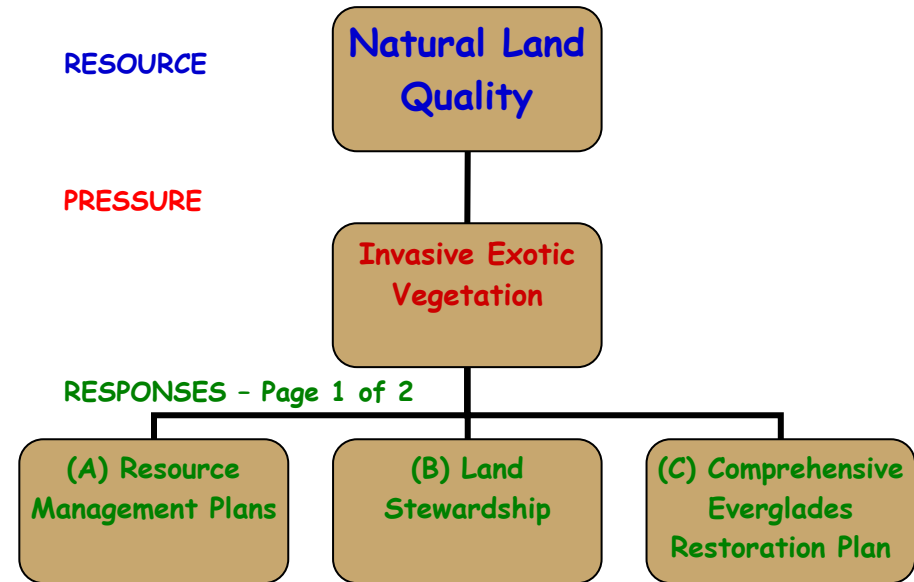 RESOURCE
Natural Land
Quality
PRESSURE
Invasive Exotic
Vegetation
RESPONSES – Page 1 of 2
(A) Resource
Management Plans
(B) Land
Stewardship
(C) Comprehensive
Everglades
Restoration Plan